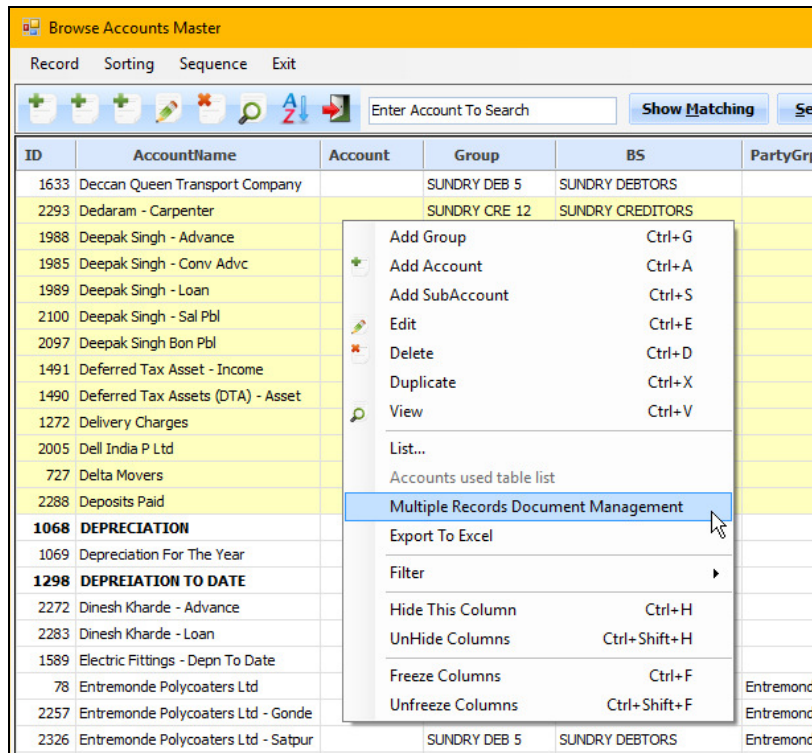 Browse Accounts Master
Record Sorting Sequence Exit
Enter Account To Search Show Matching Se
ID AccountName Account Group BS PartyGrp
1633 Deccan Queen Transport Company SUNDRY DEB 5 SUNDRY DEBTORS
2293 Dedaram - Carpenter SUNDRY CRE 12 SUNDRY CREDITORS
1988 Deepak Singh - Advance
1985 Deepak Singh - Conv Advc
1989 Deepak Singh - Loan
2100 Deepak Singh - Sal Pbl
2097 Deepak Singh Bon Pbl
1491 Deferred Tax Asset - Income
1490 Deferred Tax Assets (DTA) - Asset
1272 Delivery Charges
2005 Dell India P Ltd
727 Delta Movers
2288 Deposits Paid
1068 DEPRECIATION
1069 Depreciation For The Year
1298 DEPREIATION TO DATE
2272 Dinesh Kharde - Advance
2283 Dinesh Kharde - Loan
1589 Electric Fittings - Depn To Date
78 Entremonde Polycoaters Ltd Entremond
2257 Entremonde Polycoaters Ltd - Gonde Entremond
2326 Entremonde Polycoaters Ltd - Satpur SUNDRY DEB 5 SUNDRY DEBTORS Entremond
Add Group Ctrl+G
Add Account Ctrl+A
Add SubAccount Ctrl+S
Edit Ctrl+E
Delete Ctrl+D
Duplicate Ctrl+X
View Ctrl+V
List...
Accounts used table list
Multiple Records Document Management
Export To Excel
Filter
Hide This Column Ctrl+H
UnHide Columns Ctrl+Shift+H
Freeze Columns Ctrl+F
Unfreeze Columns Ctrl+Shift+F